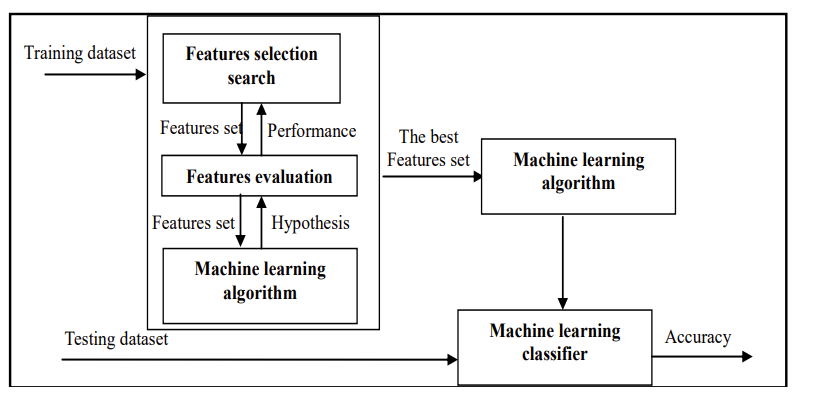 Training dataset
Features selection
search
Features set
Performance
Features evaluation
Features set
Hypothesis
Machine learning
algorithm
The best
Features set
Machine learning
algorithm
Testing dataset
Machine learning
classifier
Accuracy